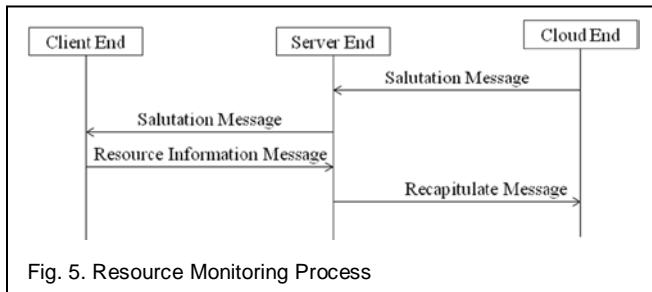 Client End
Server End
Cloud End
Salutation Message
Salutation Message
Resource Information Message
Recapitulate Message
Fig. 5. Resource Monitoring Process